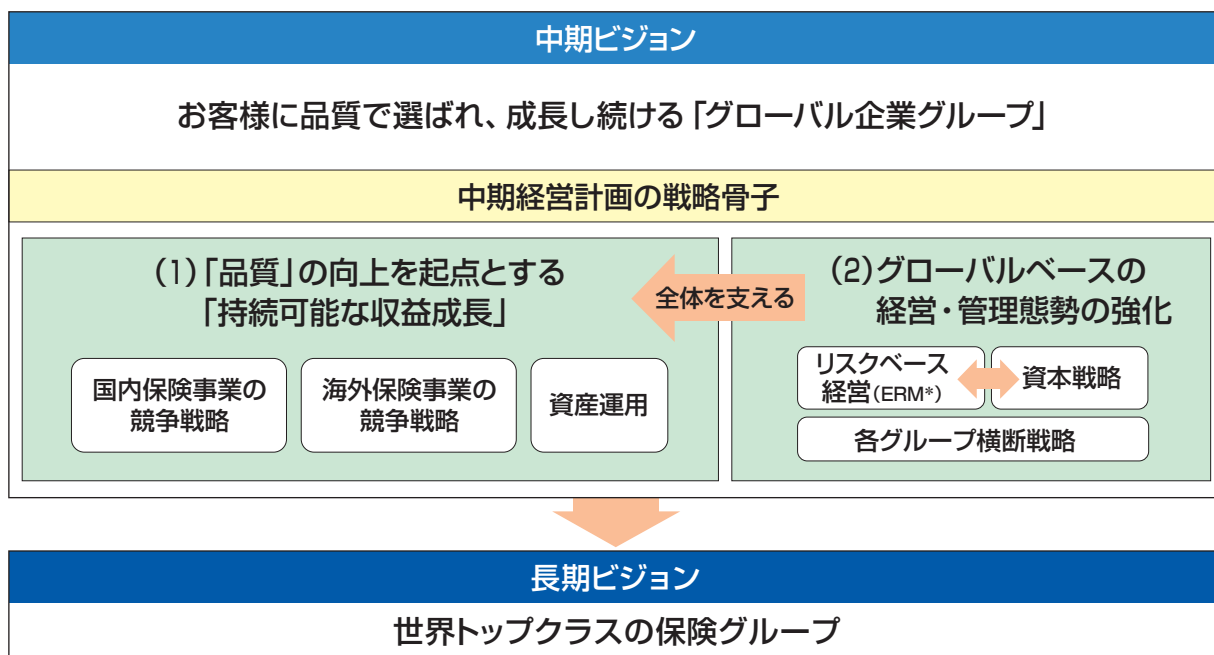 中期ビジョン
お客様に品質で選ばれ、成長し続ける「グローバル企業グループ」
中期経営計画の戦略骨子
(1)「品質」の向上を起点とする
「持続可能な収益成長」
国内保険事業の
競争戦略
海外保険事業の
競争戦略
資産運用
全体を支える
(2)グローバルベースの
経営・管理態勢の強化
リスクベース
経営(ERM*)
資本戦略
各グループ横断戦略
長期ビジョン
世界トップクラスの保険グループ